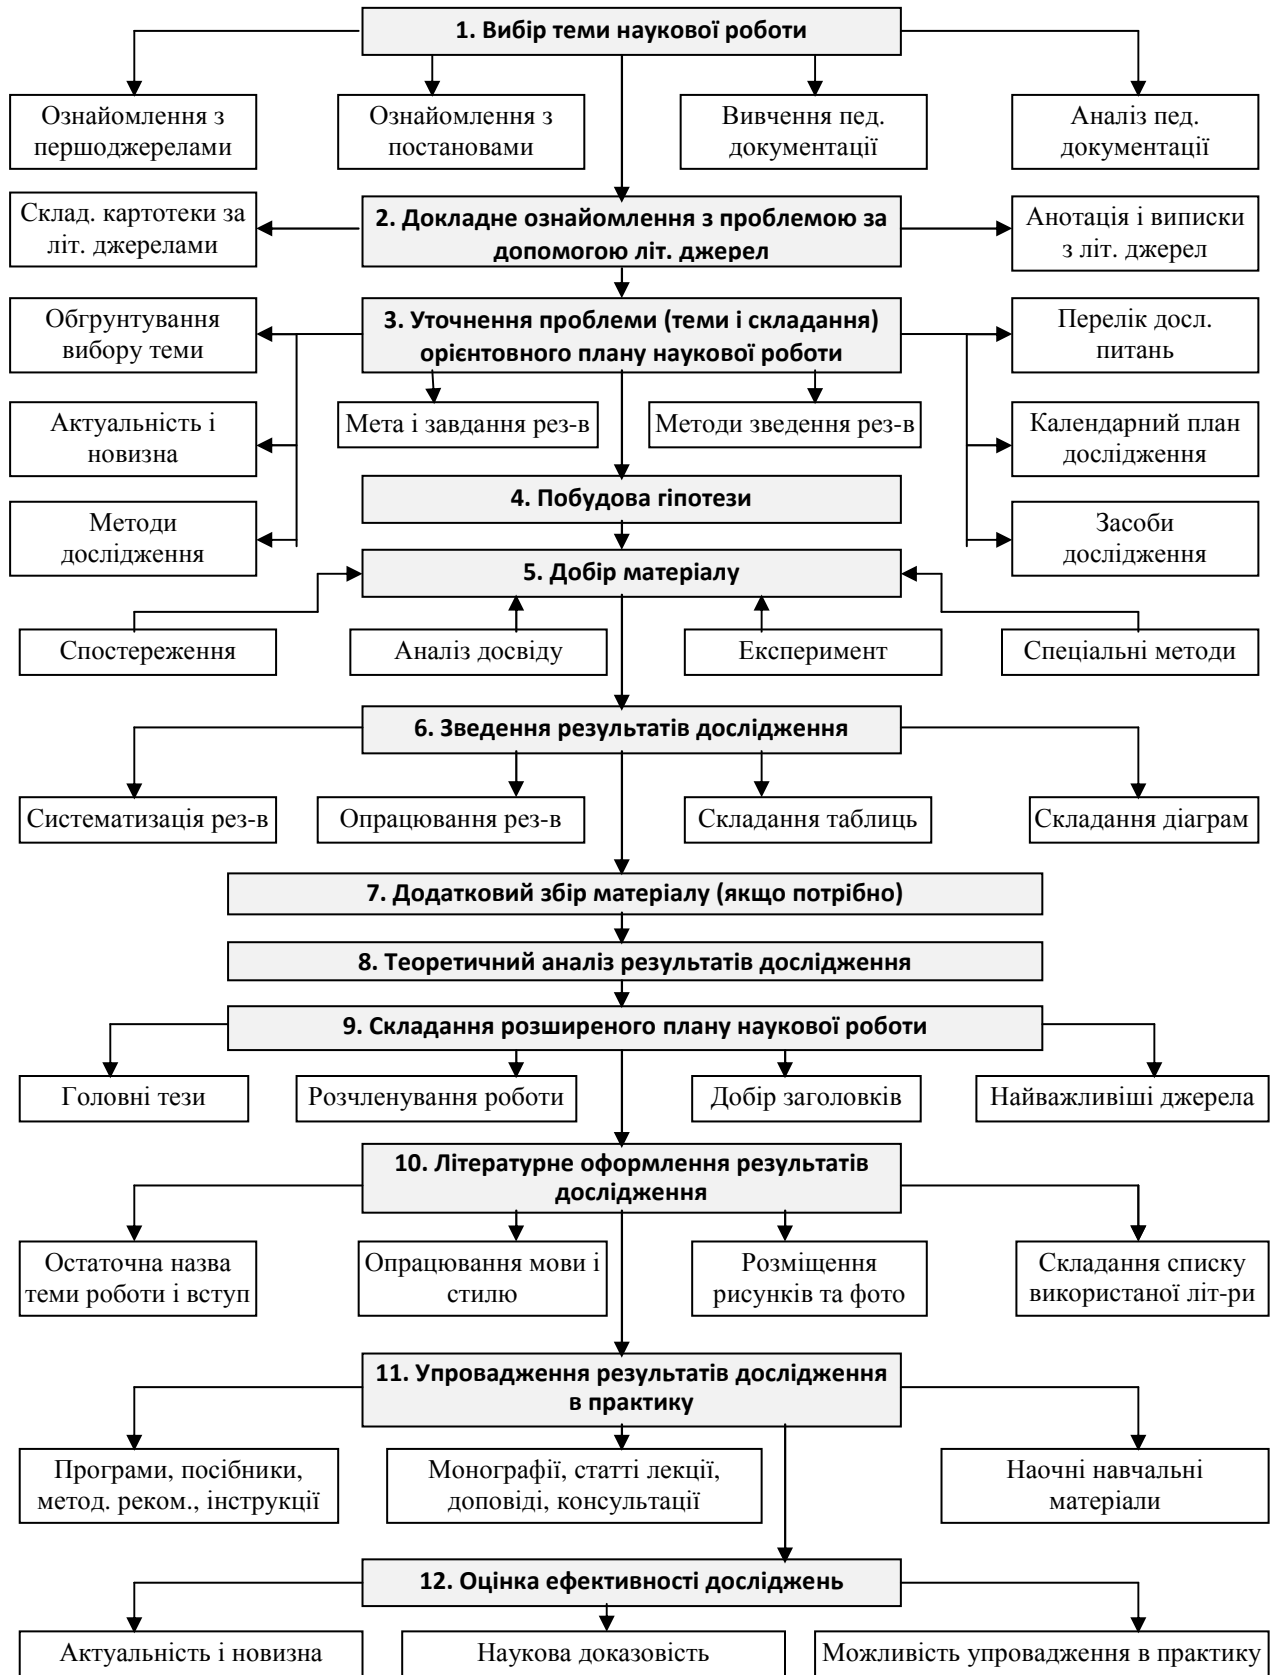 1. Вибір теми наукової роботи
Ознайомлення з
першоджерелами
Ознайомлення з
постановами
Вивчення пед.
документації
Аналіз пед.
документації
Склад. картотеки за
літ. джерелами
2. Докладне ознайомлення з проблемою за
допомогою літ. джерел
Анотація і виписки
з літ. джерел
Обгрунтування
вибору теми
3. Уточнення проблеми (теми і складання)
орієнтовного плану наукової роботи
Перелік досл.
питань
Актуальність і
новизна
Мета і завдання рез-в
Методи зведення рез-в
Календарний план
дослідження
Методи
дослідження
4. Побудова гіпотези
Засоби
дослідження
5. Добір матеріалу
Спостереження
Аналіз досвіду
Експеримент
Спеціальні методи
6. Зведення результатів дослідження
Систематизація рез-в
Опрацювання рез-в
Складання таблиць
Складання діаграм
7. Додатковий збір матеріалу (якщо потрібно)
8. Теоретичний аналіз результатів дослідження
9. Складання розширеного плану наукової роботи
Головні тези
Розчленування роботи
Добір заголовків
Найважливіші джерела
10. Літературне оформлення результатів
дослідження
Остаточна назва
теми роботи і вступ
Опрацювання мови і
стилю
Розміщення
рисунків та фото
Складання списку
використаної літ-ри
11. Упровадження результатів дослідження
в практику
Програми, посібники,
метод. реком., інструкції
Монографії, статті лекції,
доповіді, консультації
Наочні навчальні
матеріали
12. Оцінка ефективності досліджень
Актуальність і новизна
Наукова доказовість
Можливість упровадження в практику